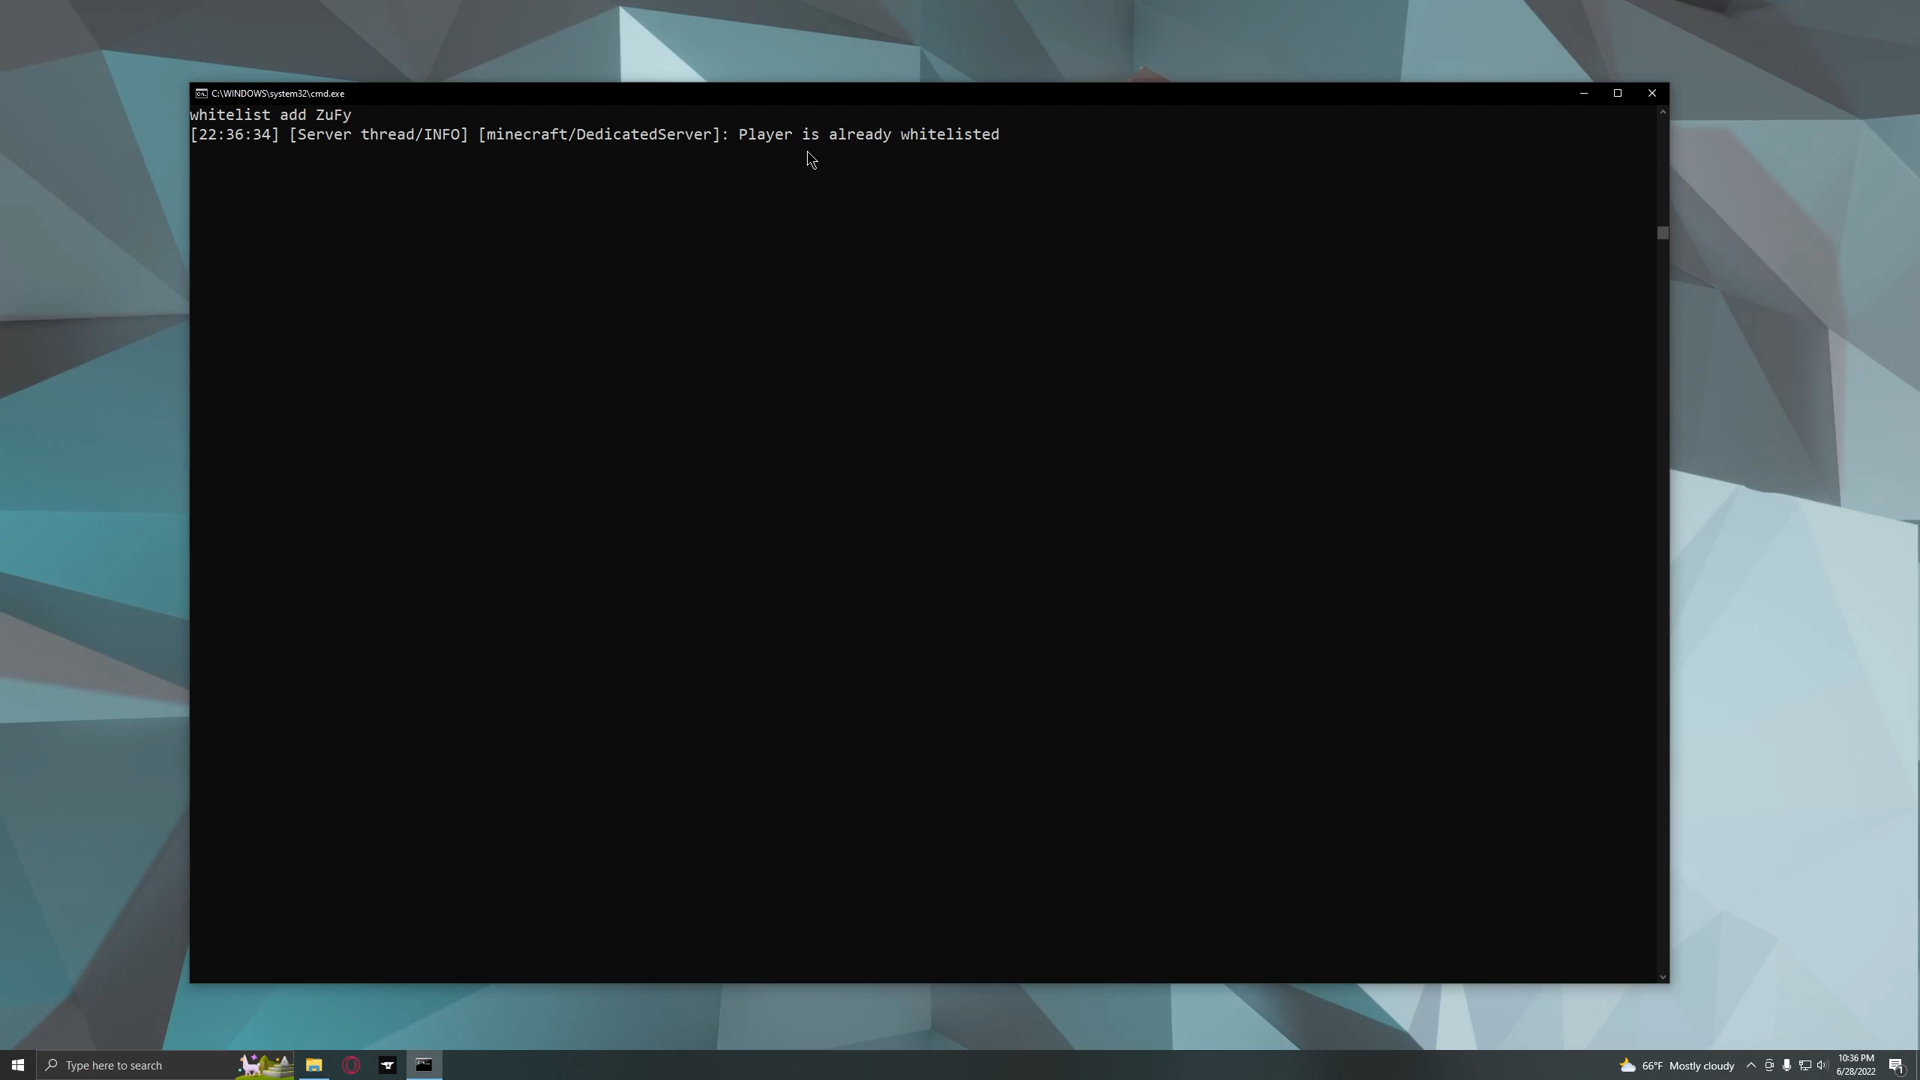 C:\WINDOWS\system32\cmd.exe
whitelist add ZuFy
[22:36:34] [Server thread/INFO] [minecraft/DedicatedServer]: Player is already whitelisted
Type here to search
66°F Mostly cloudy
10:36 PM
6/28/2022
1